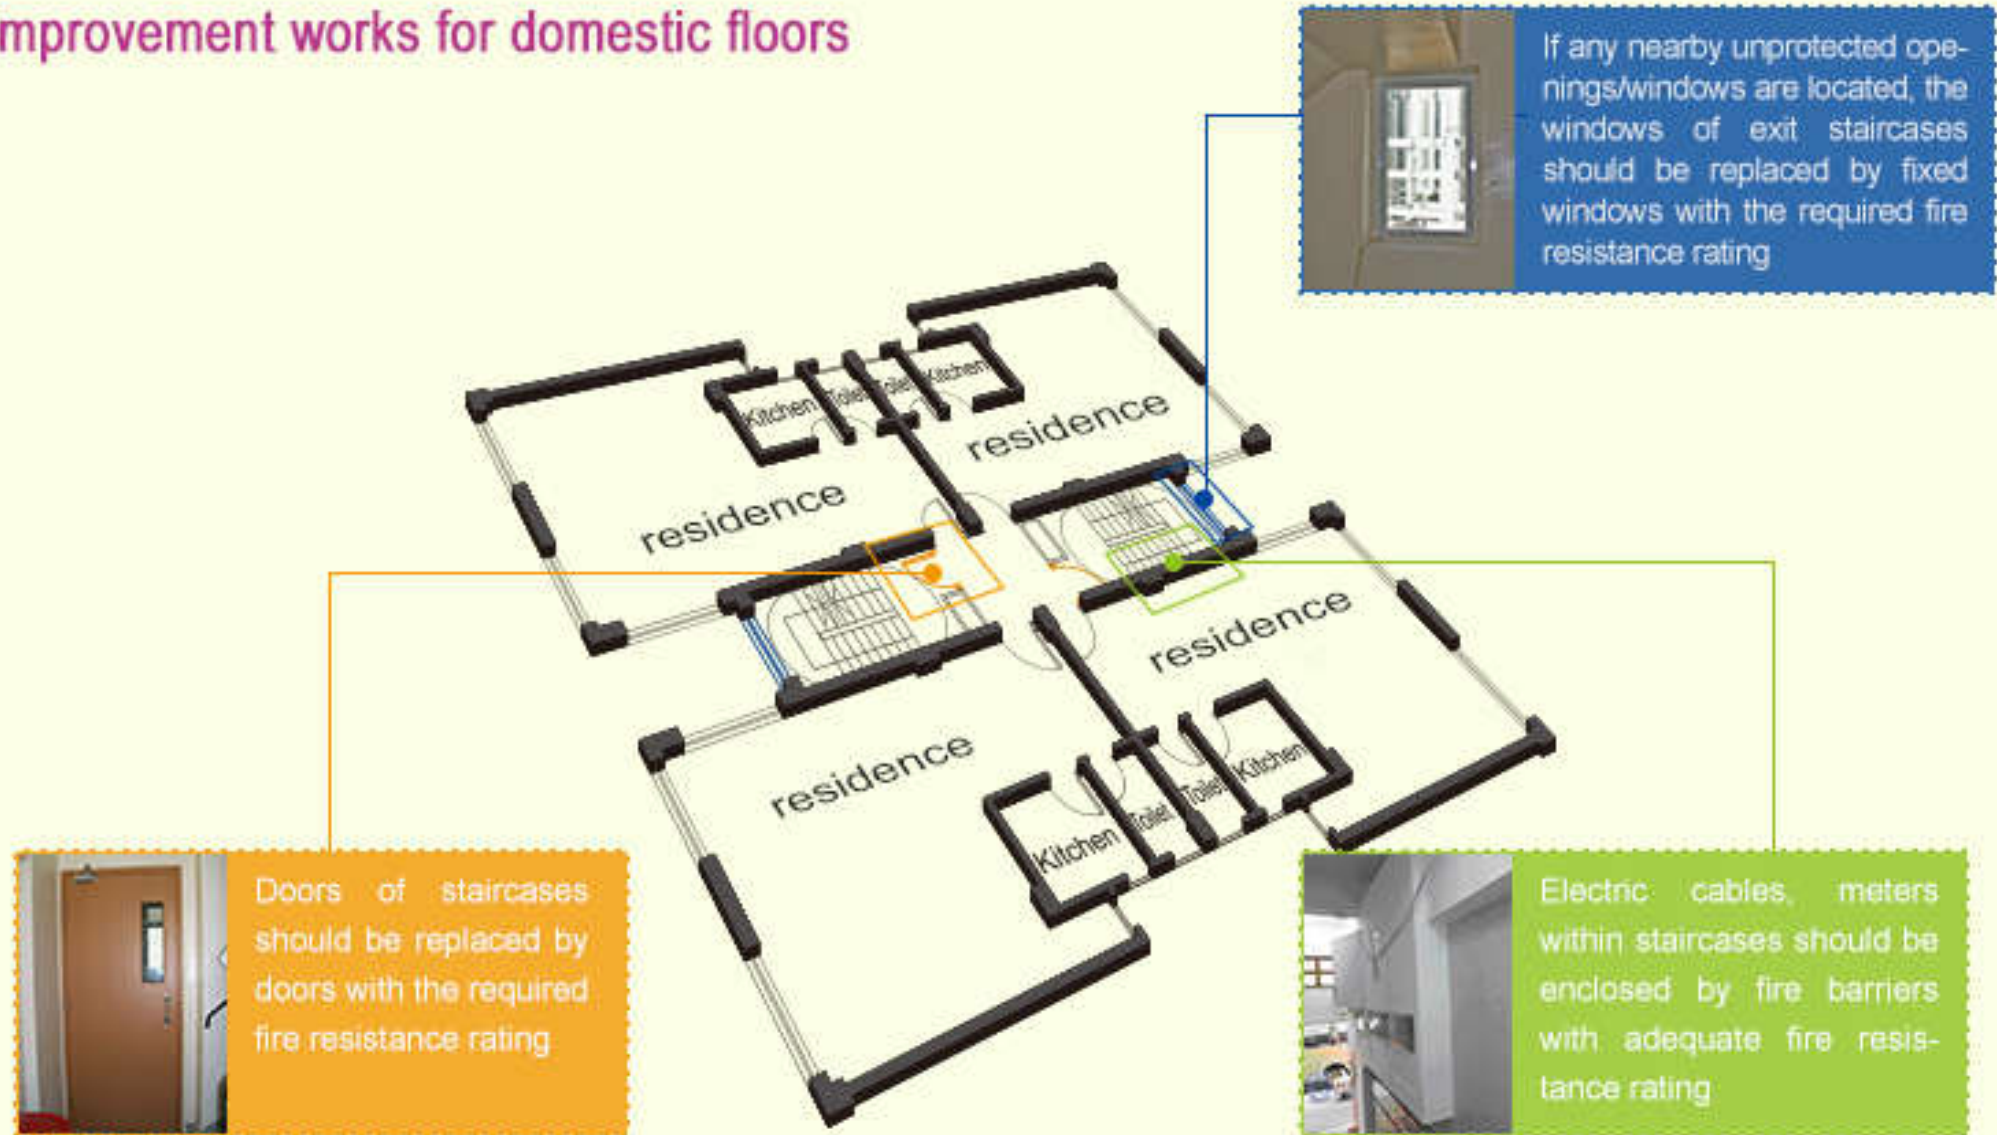 mprovement works for domestic floors
If any nearby unprotected ope-
nings/windows are located, the
windows of exit staircases
should be replaced by fixed
windows with the required fire
resistance rating
Kitchen
Toilet
Toilet
Kitchen
residence
residence
residence
residence
Kitchen
Toilet
Toilet
Kitchen
Doors of staircases
should be replaced by
doors with the required
fire resistance rating
Electric cables, meters
within staircases should be
enclosed by fire barriers
with adequate fire resis-
tance rating